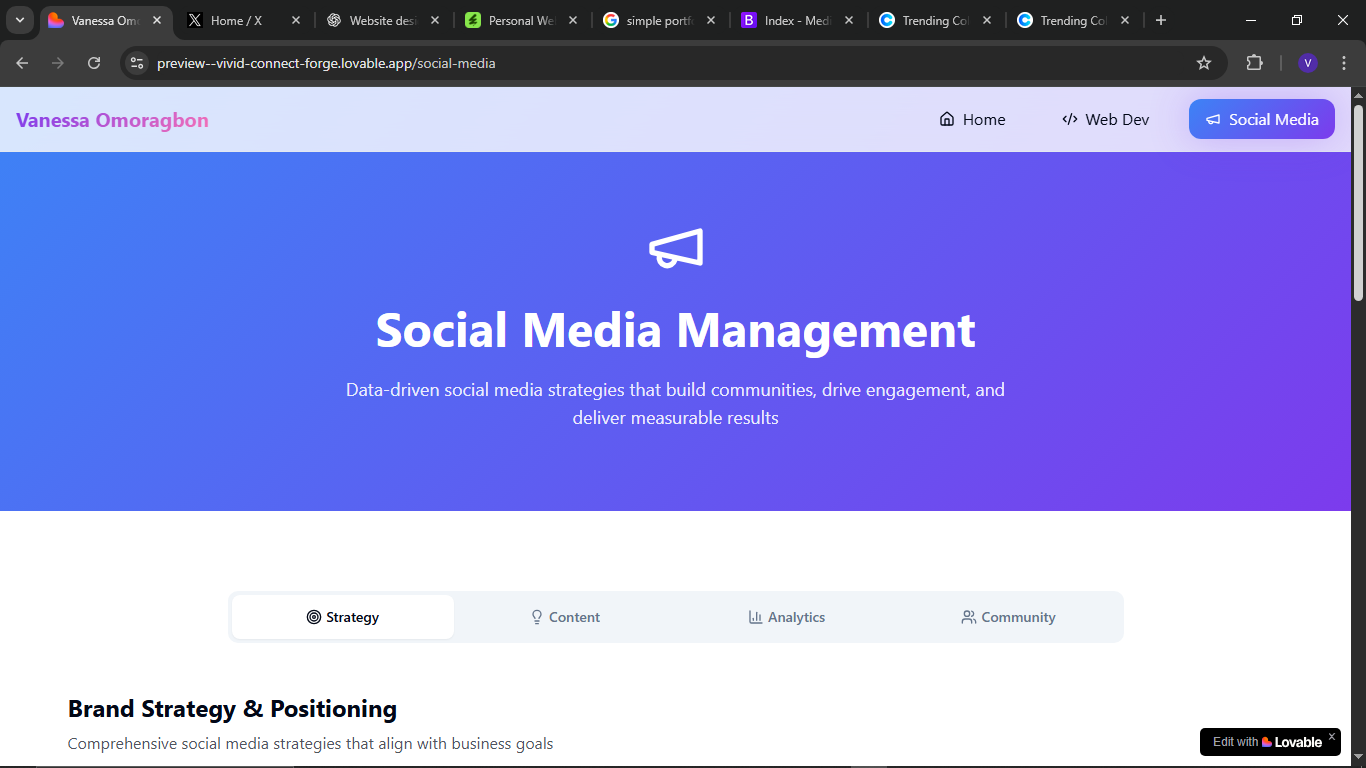 Vanessa Omo
Home / X
Website desi
Personal We
simple portf
Index - Medi
Trending Col
Trending Col
preview--vivid-connect-forge.lovable.app/social-media
V
Vanessa Omoragbon
Home
Web Dev
Social Media
Social Media Management
Data-driven social media strategies that build communities, drive engagement, and
deliver measurable results
Strategy
Content
Analytics
Community
Brand Strategy & Positioning
Comprehensive social media strategies that align with business goals
Edit with Lovable